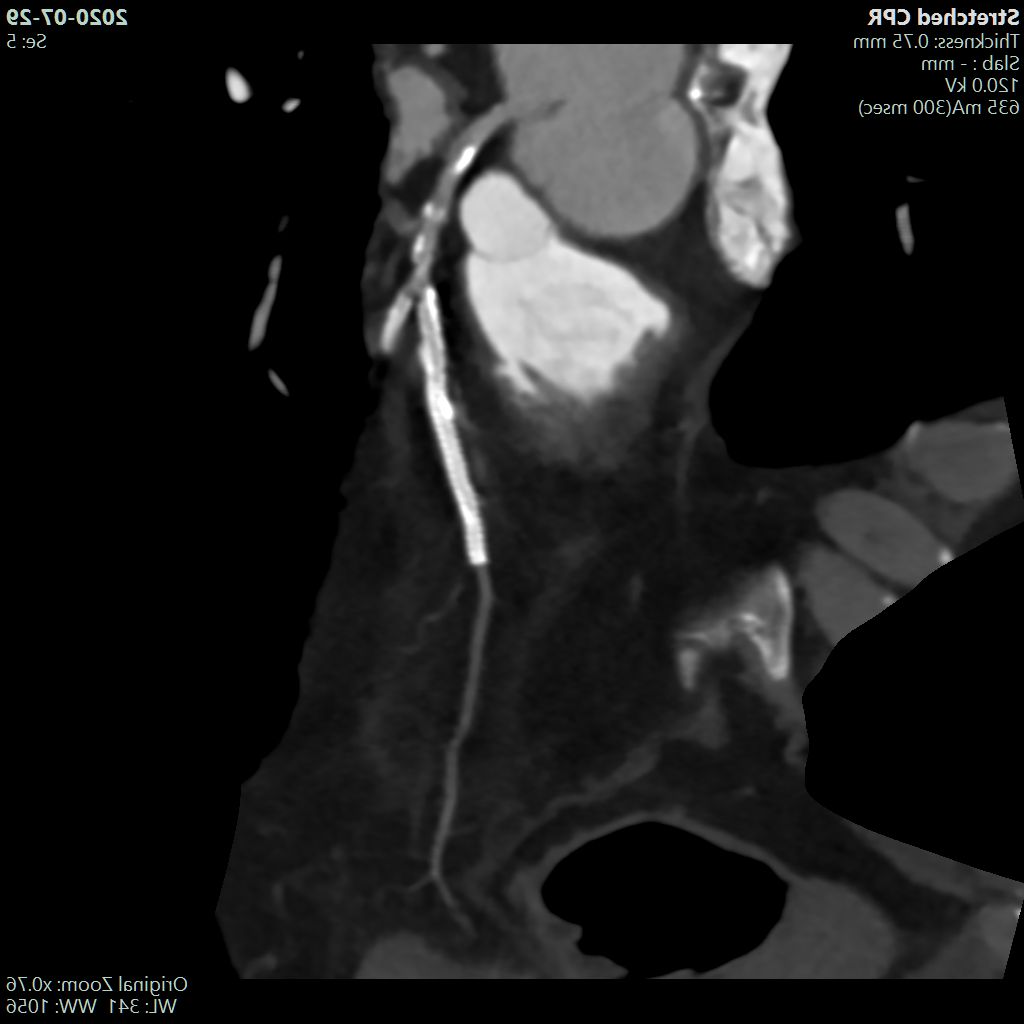 Stretched CPR
Thickness: 0.75 mm
Slab : - mm
120.0 kV
635 mA(300 msec)
2020-07-29
Se: 5
Original Zoom: x0.76
WL: 341 WW: 1056